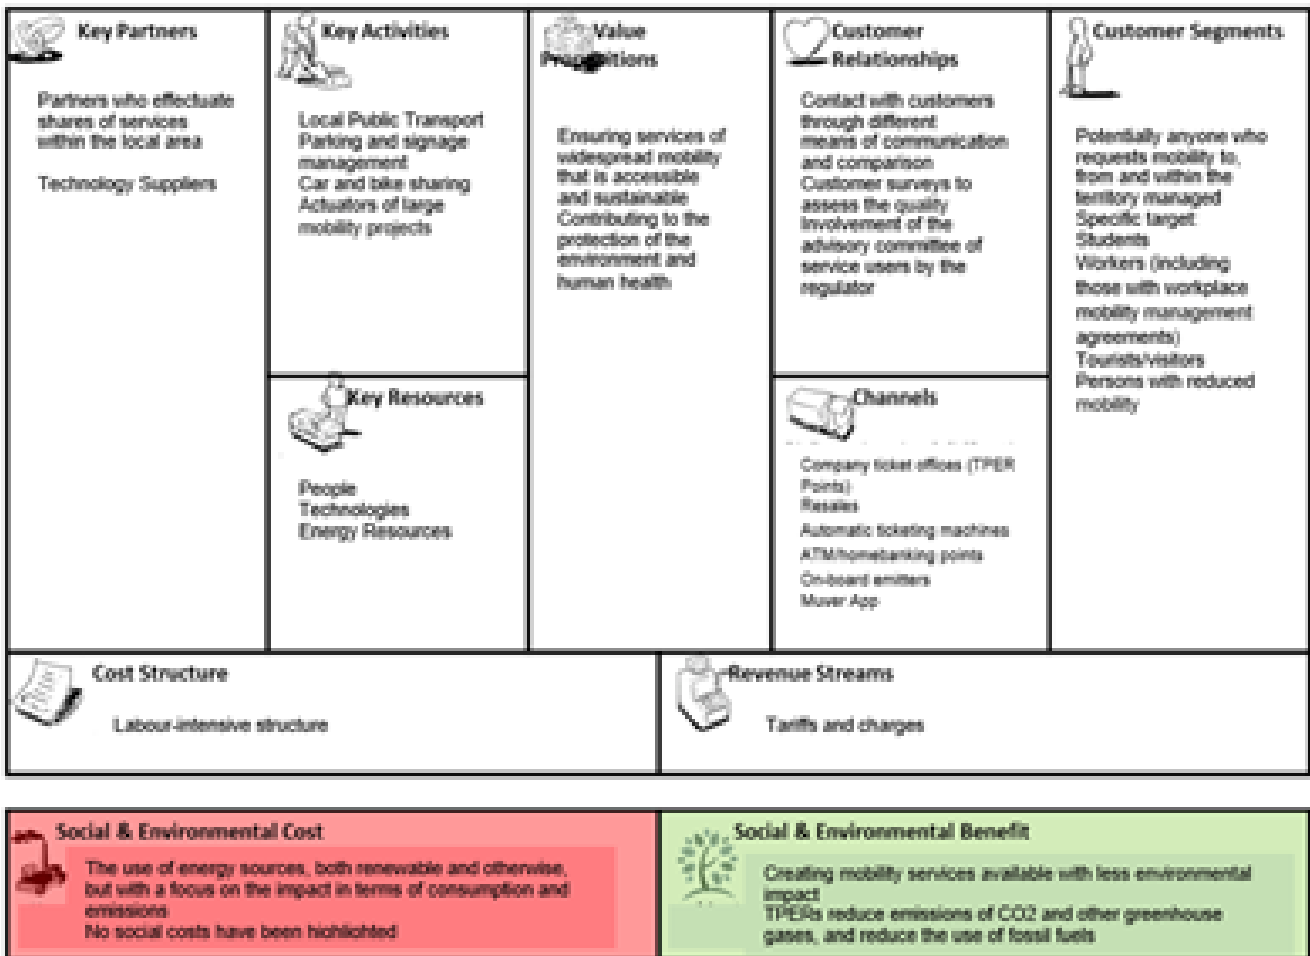 Key Partners
Partners who effectuate
shares of services
within the local area
Technology Suppliers
Key Activities
Local Public Transport
Parking and signage
management
Car and bike sharing
Actuators of large
mobility projects
Key Resources
People
Technologies
Energy Resources
Value
Ensuring services of
widespread mobility
that is accessible
and sustainable
Contributing to the
protection of the
environment and
human health
Customer
Relationships
Contact with customers
through different
means of communication
and comparison
Customer surveys to
assess the quality
Involvement of the
advisory committee of
service users by the
regulator
Channels
Company ticket offices (TPER
Points)
Resales
Automatic ticketing machines
ATM/homebanking points
On-board emitters
Muver App
Customer Segments
Potentially anyone who
requests mobility to,
from and within the
territory managed
Specific target
Students
Workers (including
those with workplace
mobility management
agreements)
Tourists/visitors
Persons with reduced
mobility
Cost Structure
Labour-intensive structure
Revenue Streams
Tariffs and charges
Social & Environmental Cost
The use of energy sources, both renewable and otherwise,
but with a focus on the impact in terms of consumption and
emissions
No social costs have been highlighted
Social & Environmental Benefit
Creating mobility services available with less environmental
impact
TPERs reduce emissions of CO2 and other greenhouse
gases, and reduce the use of fossil fuels